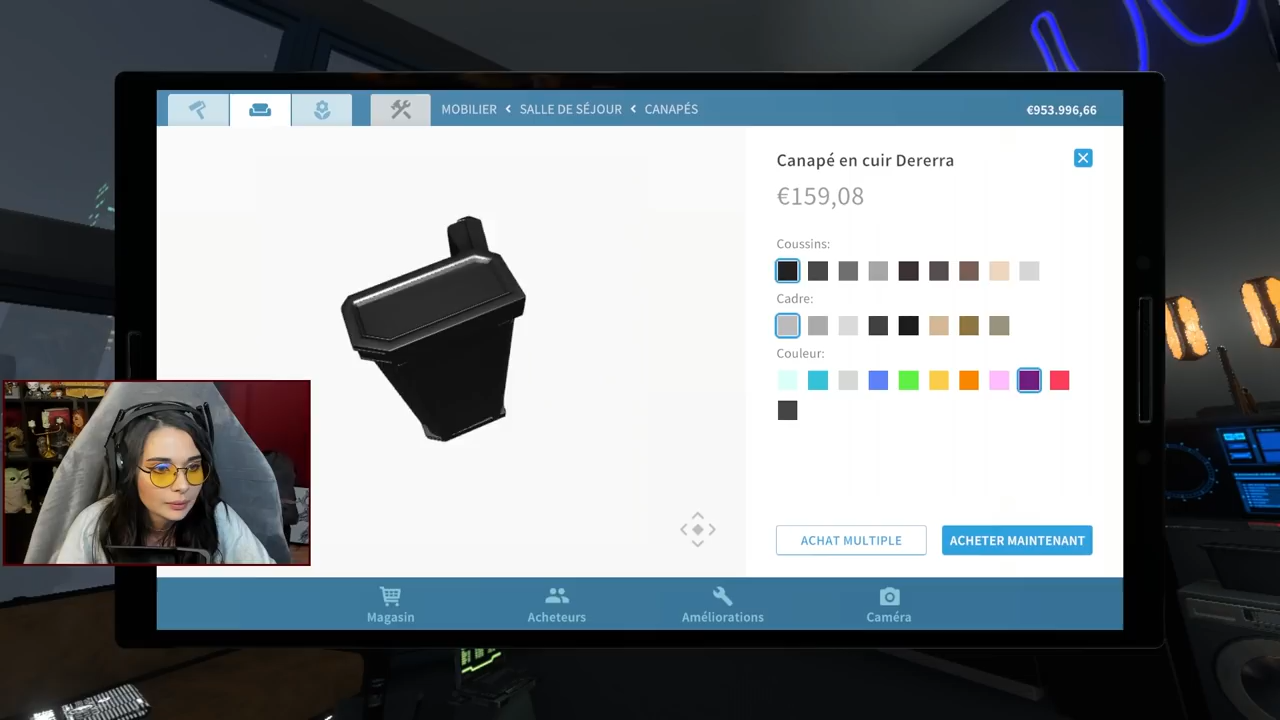 MOBILIER < SALLE DE SÉJOUR < CANAPÉS
€953.996,66
Canapé en cuir Dererra
€159,08
Coussins:
Cadre:
Couleur:
ACHAT MULTIPLE
ACHETER MAINTENANT
Magasin
Acheteurs
Améliorations
Caméra